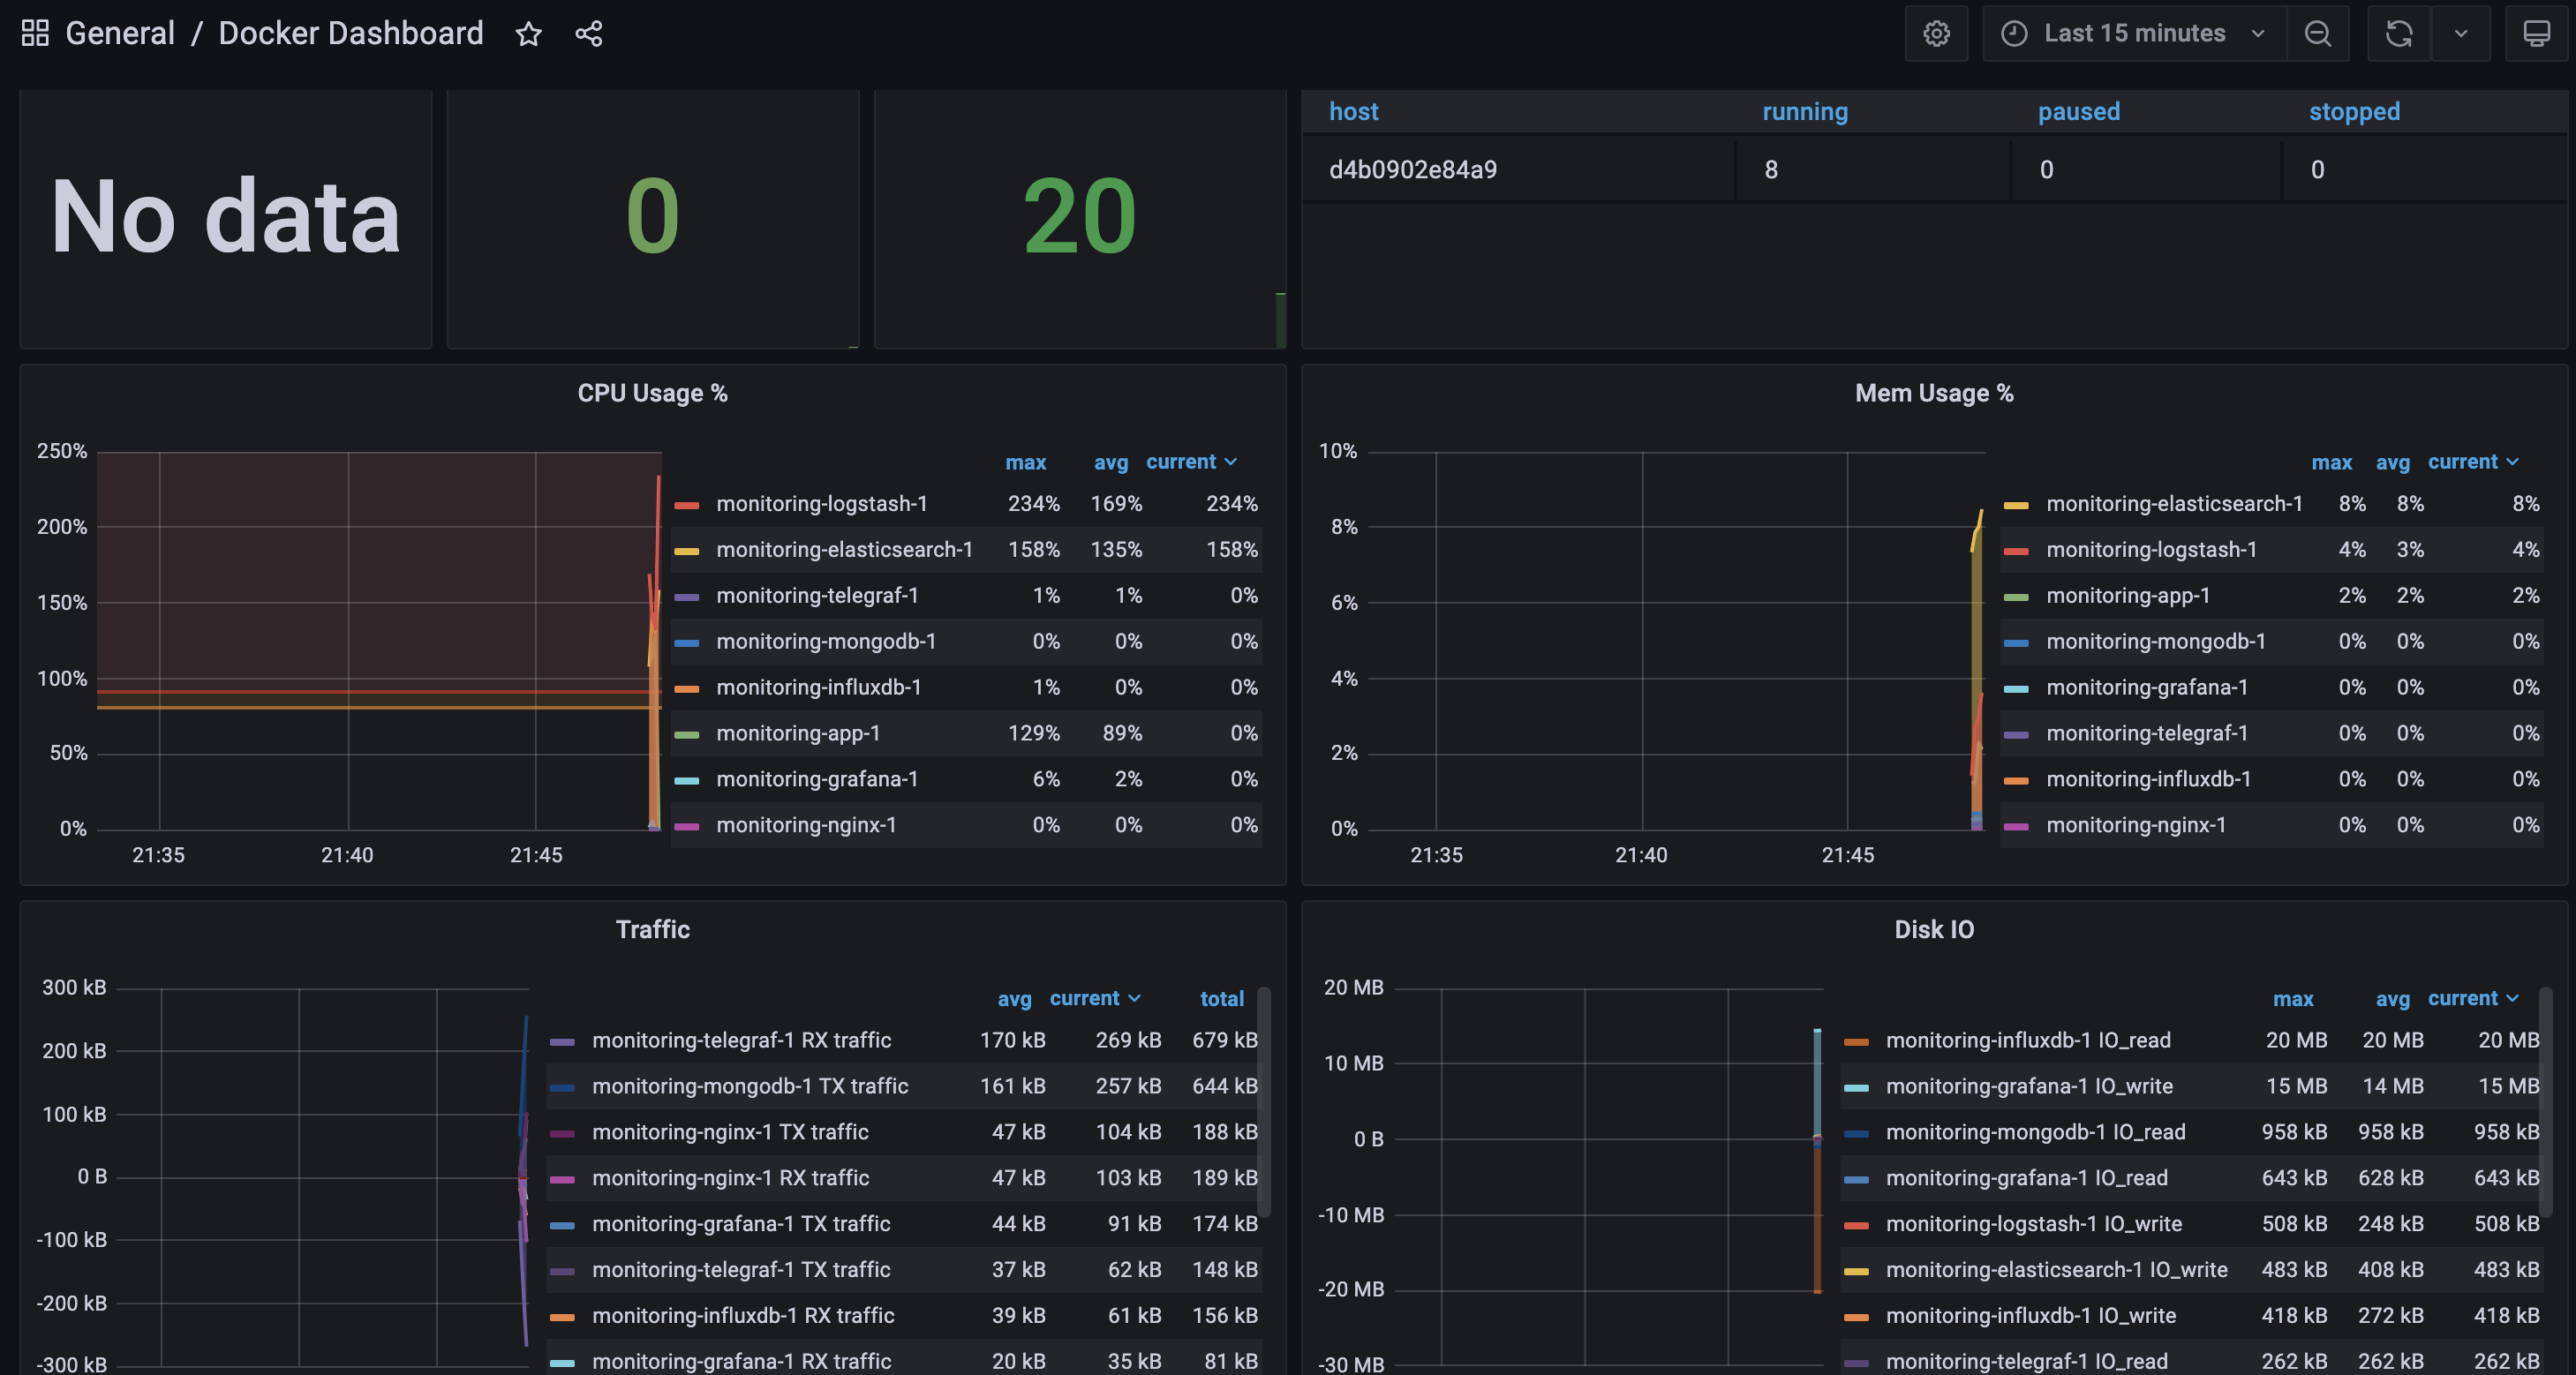 General / Docker Dashboard
Last 15 minutes
No data
0
20
host running paused stopped
d4b0902e84a9 8 0 0
CPU Usage %
250%
200%
150%
100%
50%
0%
21:35 21:40 21:45
max avg current
monitoring-logstash-1 234% 169% 234%
monitoring-elasticsearch-1 158% 135% 158%
monitoring-telegraf-1 1% 1% 0%
monitoring-mongodb-1 0% 0% 0%
monitoring-influxdb-1 1% 0% 0%
monitoring-app-1 129% 89% 0%
monitoring-grafana-1 6% 2% 0%
monitoring-nginx-1 0% 0% 0%
Mem Usage %
10%
8%
6%
4%
2%
0%
21:35 21:40 21:45
max avg current
monitoring-elasticsearch-1 8% 8% 8%
monitoring-logstash-1 4% 3% 4%
monitoring-app-1 2% 2% 2%
monitoring-mongodb-1 0% 0% 0%
monitoring-grafana-1 0% 0% 0%
monitoring-telegraf-1 0% 0% 0%
monitoring-influxdb-1 0% 0% 0%
monitoring-nginx-1 0% 0% 0%
Traffic
300 kB
200 kB
100 kB
0 B
-100 kB
-200 kB
-300 kB
avg current total
monitoring-telegraf-1 RX traffic 170 kB 269 kB 679 kB
monitoring-mongodb-1 TX traffic 161 kB 257 kB 644 kB
monitoring-nginx-1 TX traffic 47 kB 104 kB 188 kB
monitoring-nginx-1 RX traffic 47 kB 103 kB 189 kB
monitoring-grafana-1 TX traffic 44 kB 91 kB 174 kB
monitoring-telegraf-1 TX traffic 37 kB 62 kB 148 kB
monitoring-influxdb-1 RX traffic 39 kB 61 kB 156 kB
monitoring-grafana-1 RX traffic 20 kB 35 kB 81 kB
Disk IO
20 MB
10 MB
0 B
-10 MB
-20 MB
-30 MB
max avg current
monitoring-influxdb-1 IO_read 20 MB 20 MB 20 MB
monitoring-grafana-1 IO_write 15 MB 14 MB 15 MB
monitoring-mongodb-1 IO_read 958 kB 958 kB 958 kB
monitoring-grafana-1 IO_read 643 kB 628 kB 643 kB
monitoring-logstash-1 IO_write 508 kB 248 kB 508 kB
monitoring-elasticsearch-1 IO_write 483 kB 408 kB 483 kB
monitoring-influxdb-1 IO_write 418 kB 272 kB 418 kB
monitoring-telegraf-1 IO_read 262 kB 262 kB 262 kB